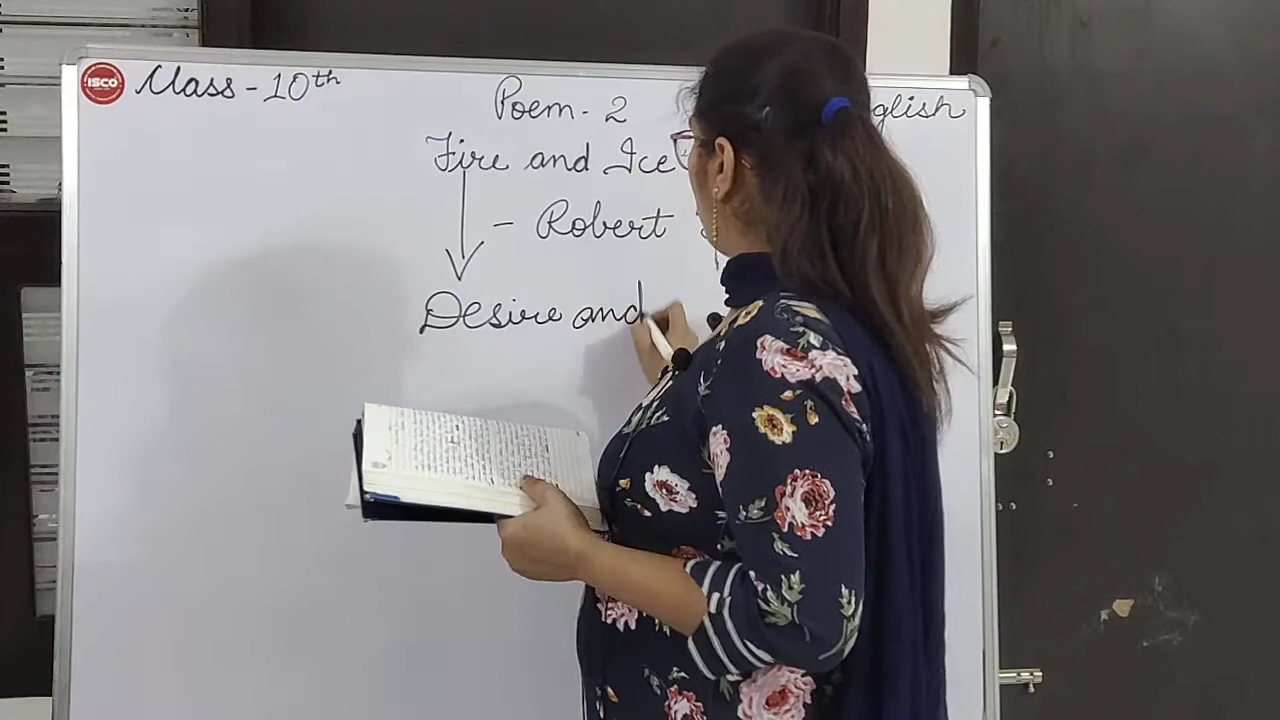 ISCO Class - 10th
Poem - 2
glish
Fire and Ice
- Robert
Desire and